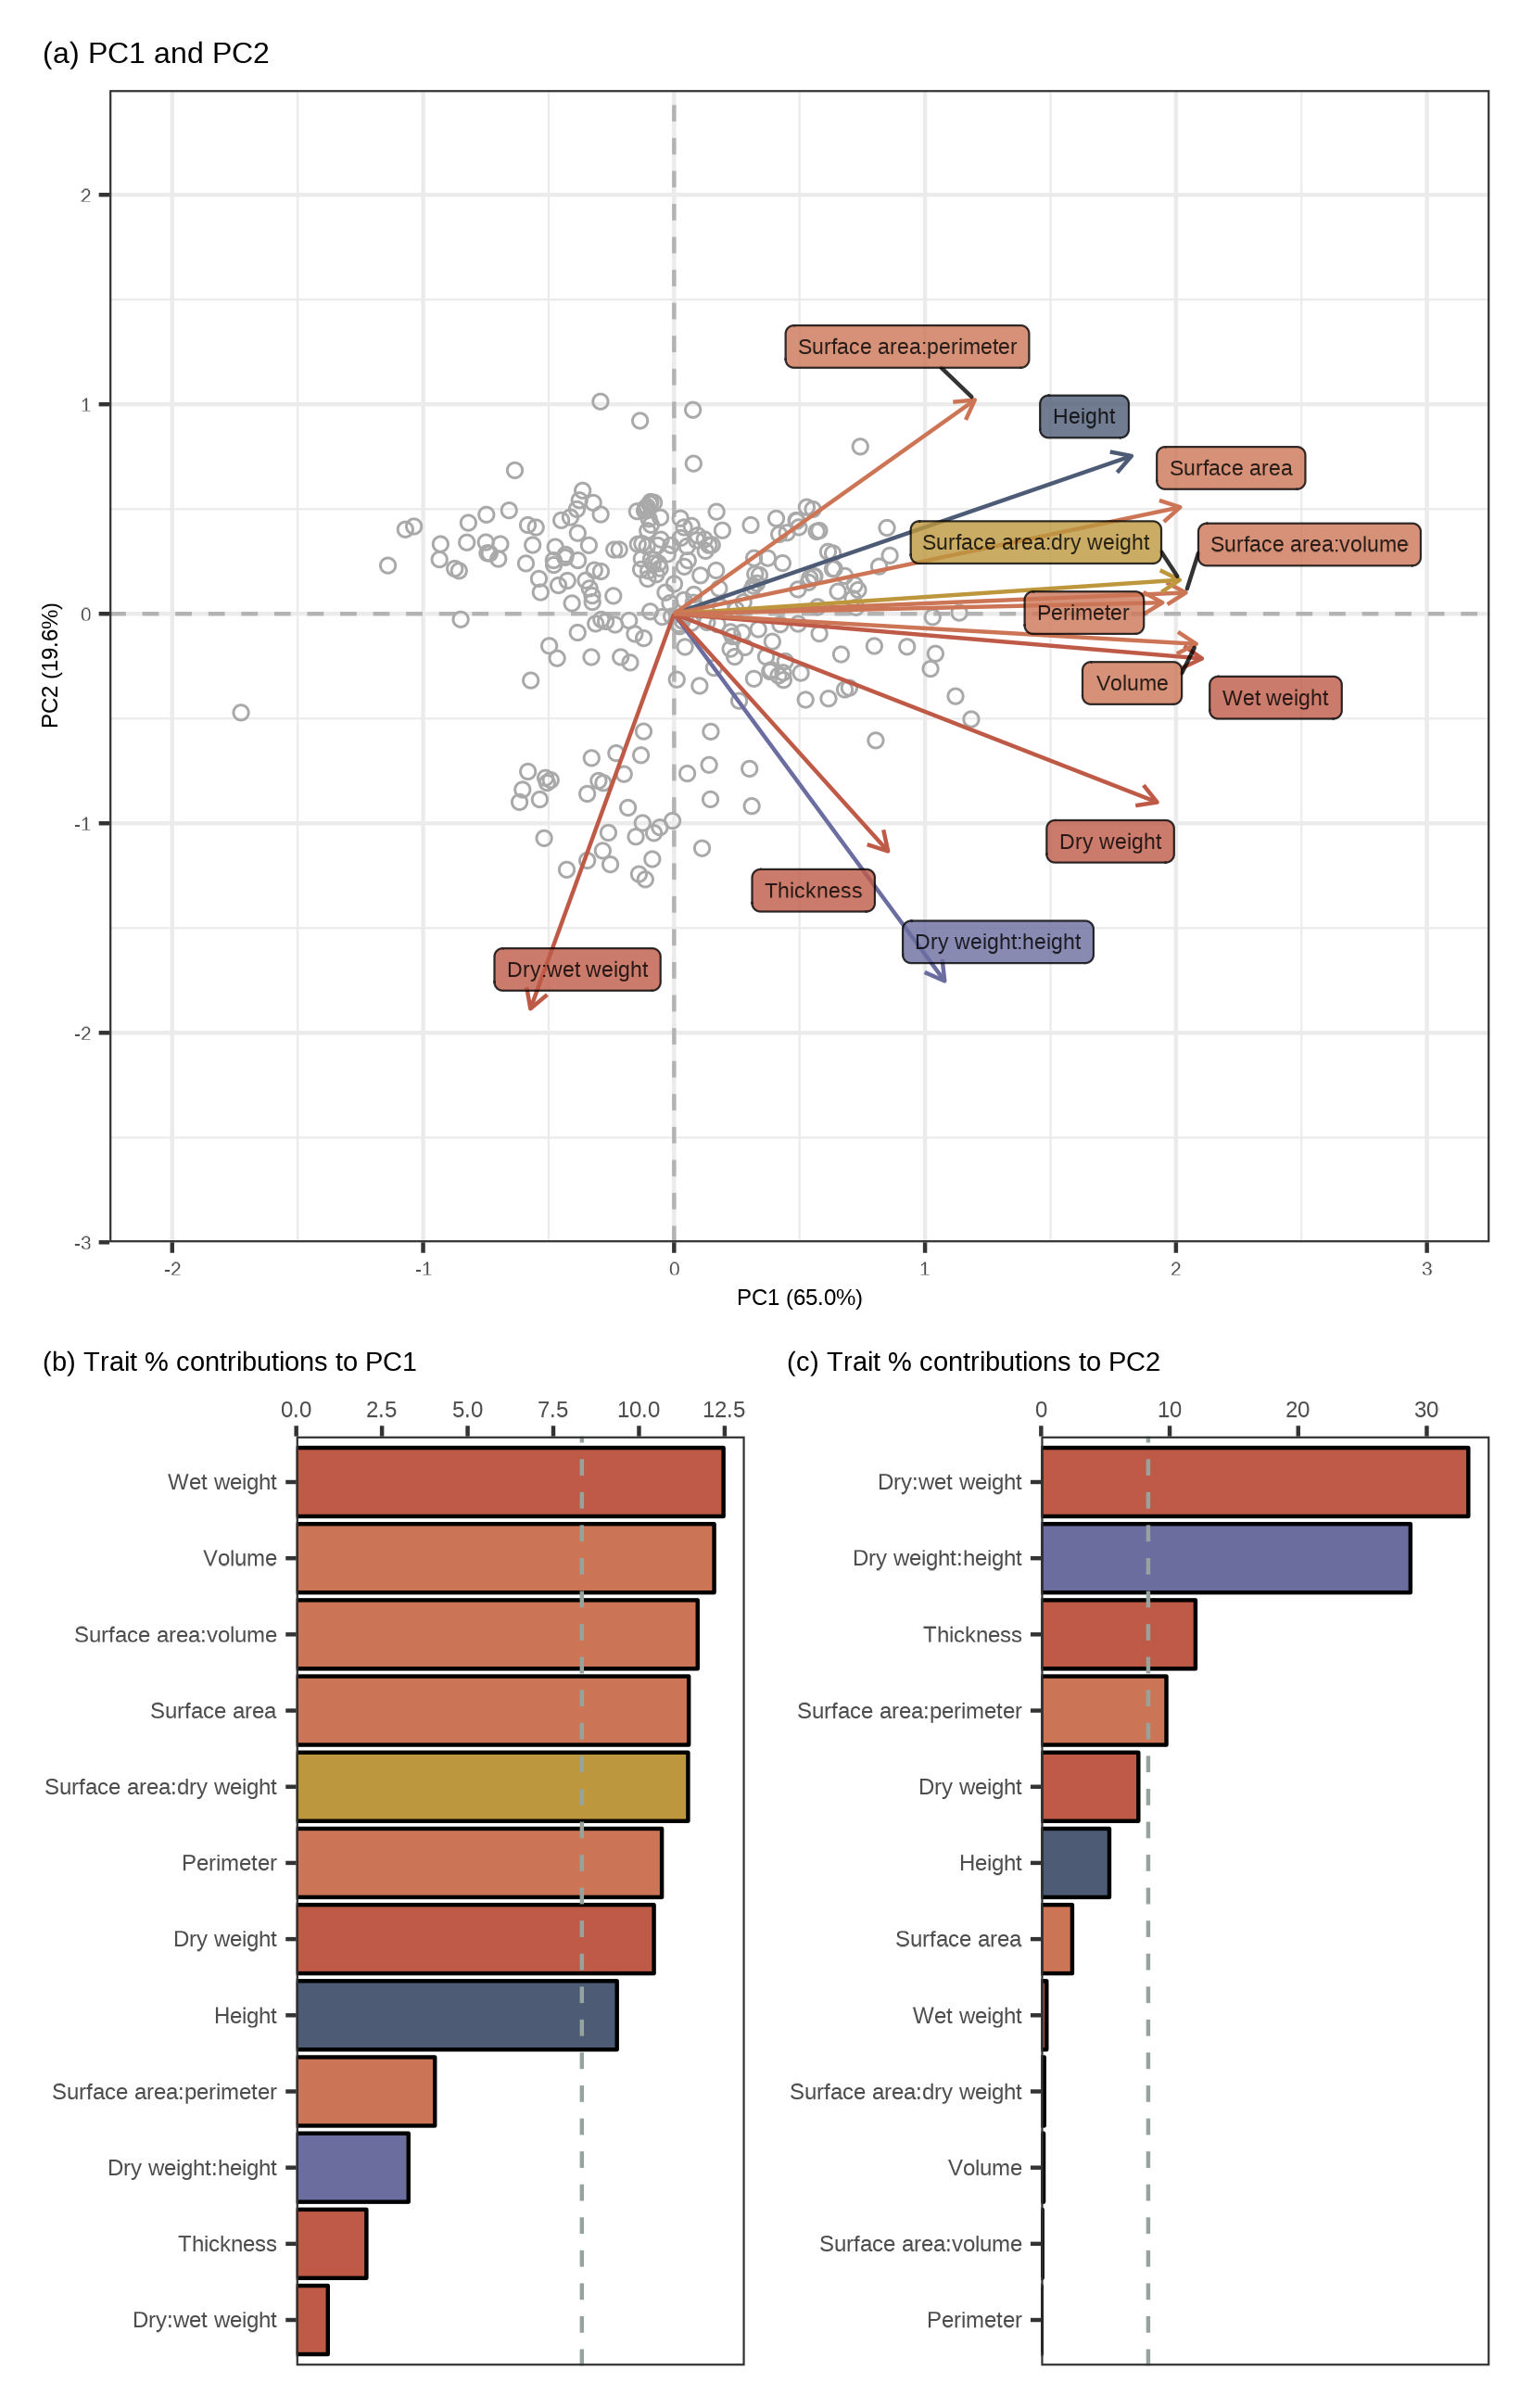 (a) PC1 and PC2
PC2 (19.6%)
2
1
0
-1
-2
-3
Surface area:perimeter
Height
Surface area
Surface area:dry weight
Surface area:volume
Perimeter
Volume
Wet weight
Dry weight
Thickness
Dry weight:height
Dry:wet weight
-2 -1 0 1 2 3
PC1 (65.0%)
(b) Trait % contributions to PC1
0.0 2.5 5.0 7.5 10.0 12.5
Wet weight
Volume
Surface area:volume
Surface area
Surface area:dry weight
Perimeter
Dry weight
Height
Surface area:perimeter
Dry weight:height
Thickness
Dry:wet weight
(c) Trait % contributions to PC2
0 10 20 30
Dry:wet weight
Dry weight:height
Thickness
Surface area:perimeter
Dry weight
Height
Surface area
Wet weight
Surface area:dry weight
Volume
Surface area:volume
Perimeter